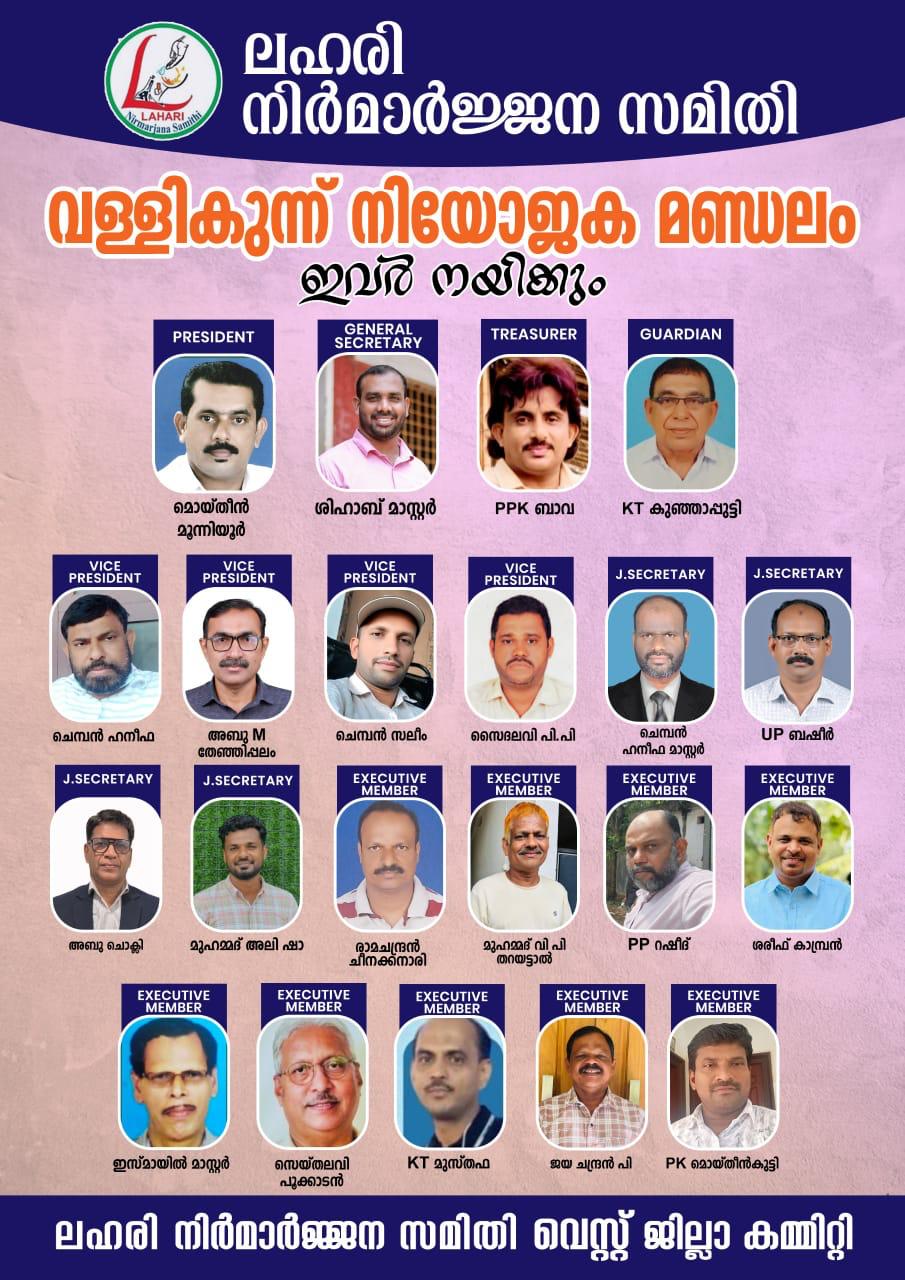 LAHARI
Nirmarjana Samithi
ലഹരി
നിർമാർജ്ജന സമിതി
വള്ളികുന്ന് നിയോജക മണ്ഡലം
ഇവർ നയിക്കും
PRESIDENT
മൊയ്തീൻ
മൂന്നിയൂർ
GENERAL
SECRETARY
ശിഹാബ് മാസ്റ്റർ
TREASURER
PPK ബാവ
GUARDIAN
KT കുഞ്ഞാപ്പുട്ടി
VICE
PRESIDENT
ചെമ്പൻ ഹനീഫ
VICE
PRESIDENT
അബു M
തേഞ്ഞിപ്പലം
VICE
PRESIDENT
ചെമ്പൻ സലീം
VICE
PRESIDENT
സൈദലവി പി.പി
J.SECRETARY
ചെമ്പൻ
ഹനീഫ മാസ്റ്റർ
J.SECRETARY
UP ബഷീർ
J.SECRETARY
അബു ചൊക്ലി
J.SECRETARY
മുഹമ്മദ് അലി ഷാ
EXECUTIVE
MEMBER
രാമചന്ദ്രൻ
ചീനക്കനാരി
EXECUTIVE
MEMBER
മുഹമ്മദ് വി പി
തറയട്ടാൽ
EXECUTIVE
MEMBER
PP റഷീദ്
EXECUTIVE
MEMBER
ശരീഫ് കാമ്പ്രൻ
EXECUTIVE
MEMBER
ഇസ്മായിൽ മാസ്റ്റർ
EXECUTIVE
MEMBER
സെയ്തലവി
പൂക്കാടൻ
EXECUTIVE
MEMBER
KT മുസ്തഫ
EXECUTIVE
MEMBER
ജയ ചന്ദ്രൻ പി
EXECUTIVE
MEMBER
PK മൊയ്തീൻകുട്ടി
ലഹരി നിർമാർജ്ജന സമിതി വെസ്റ്റ് ജില്ലാ കമ്മിറ്റി